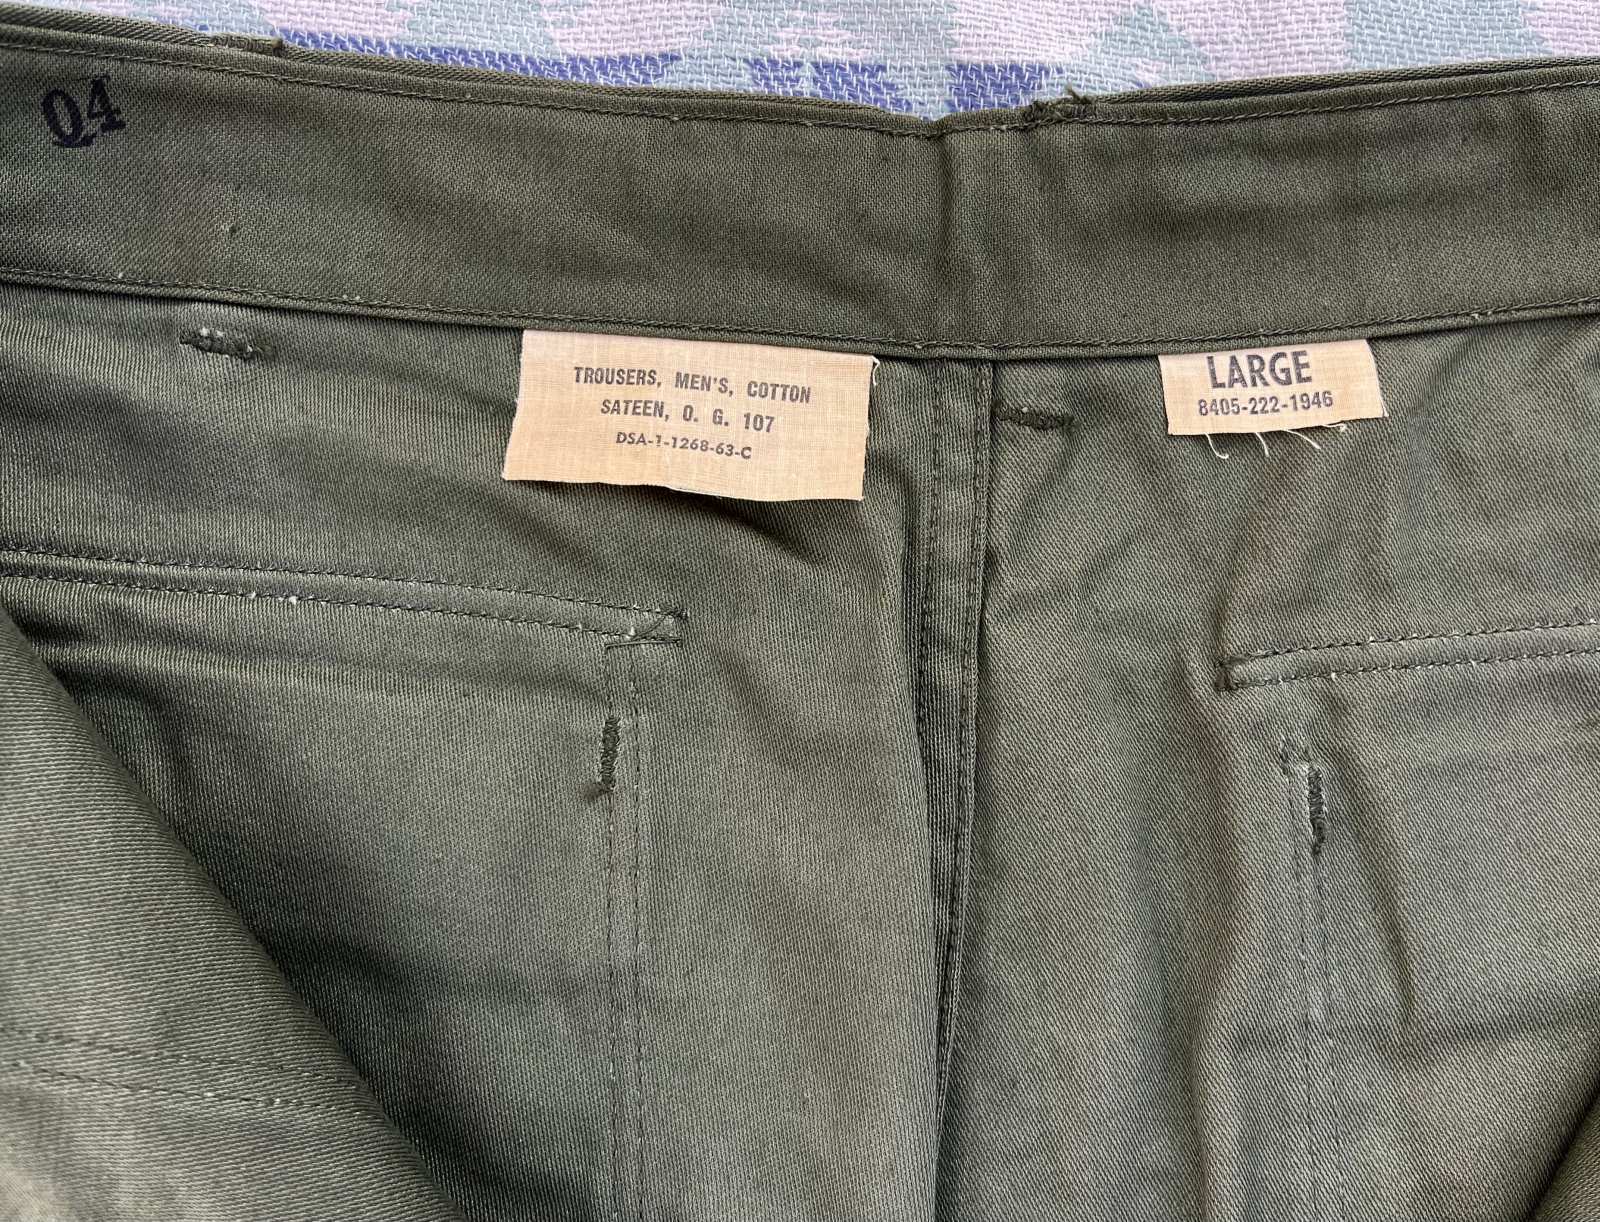 Q4
TROUSERS, MEN'S, COTTON
SATEEN, O. G. 107
DSA-1-1268-63-C
LARGE
8405-222-1946